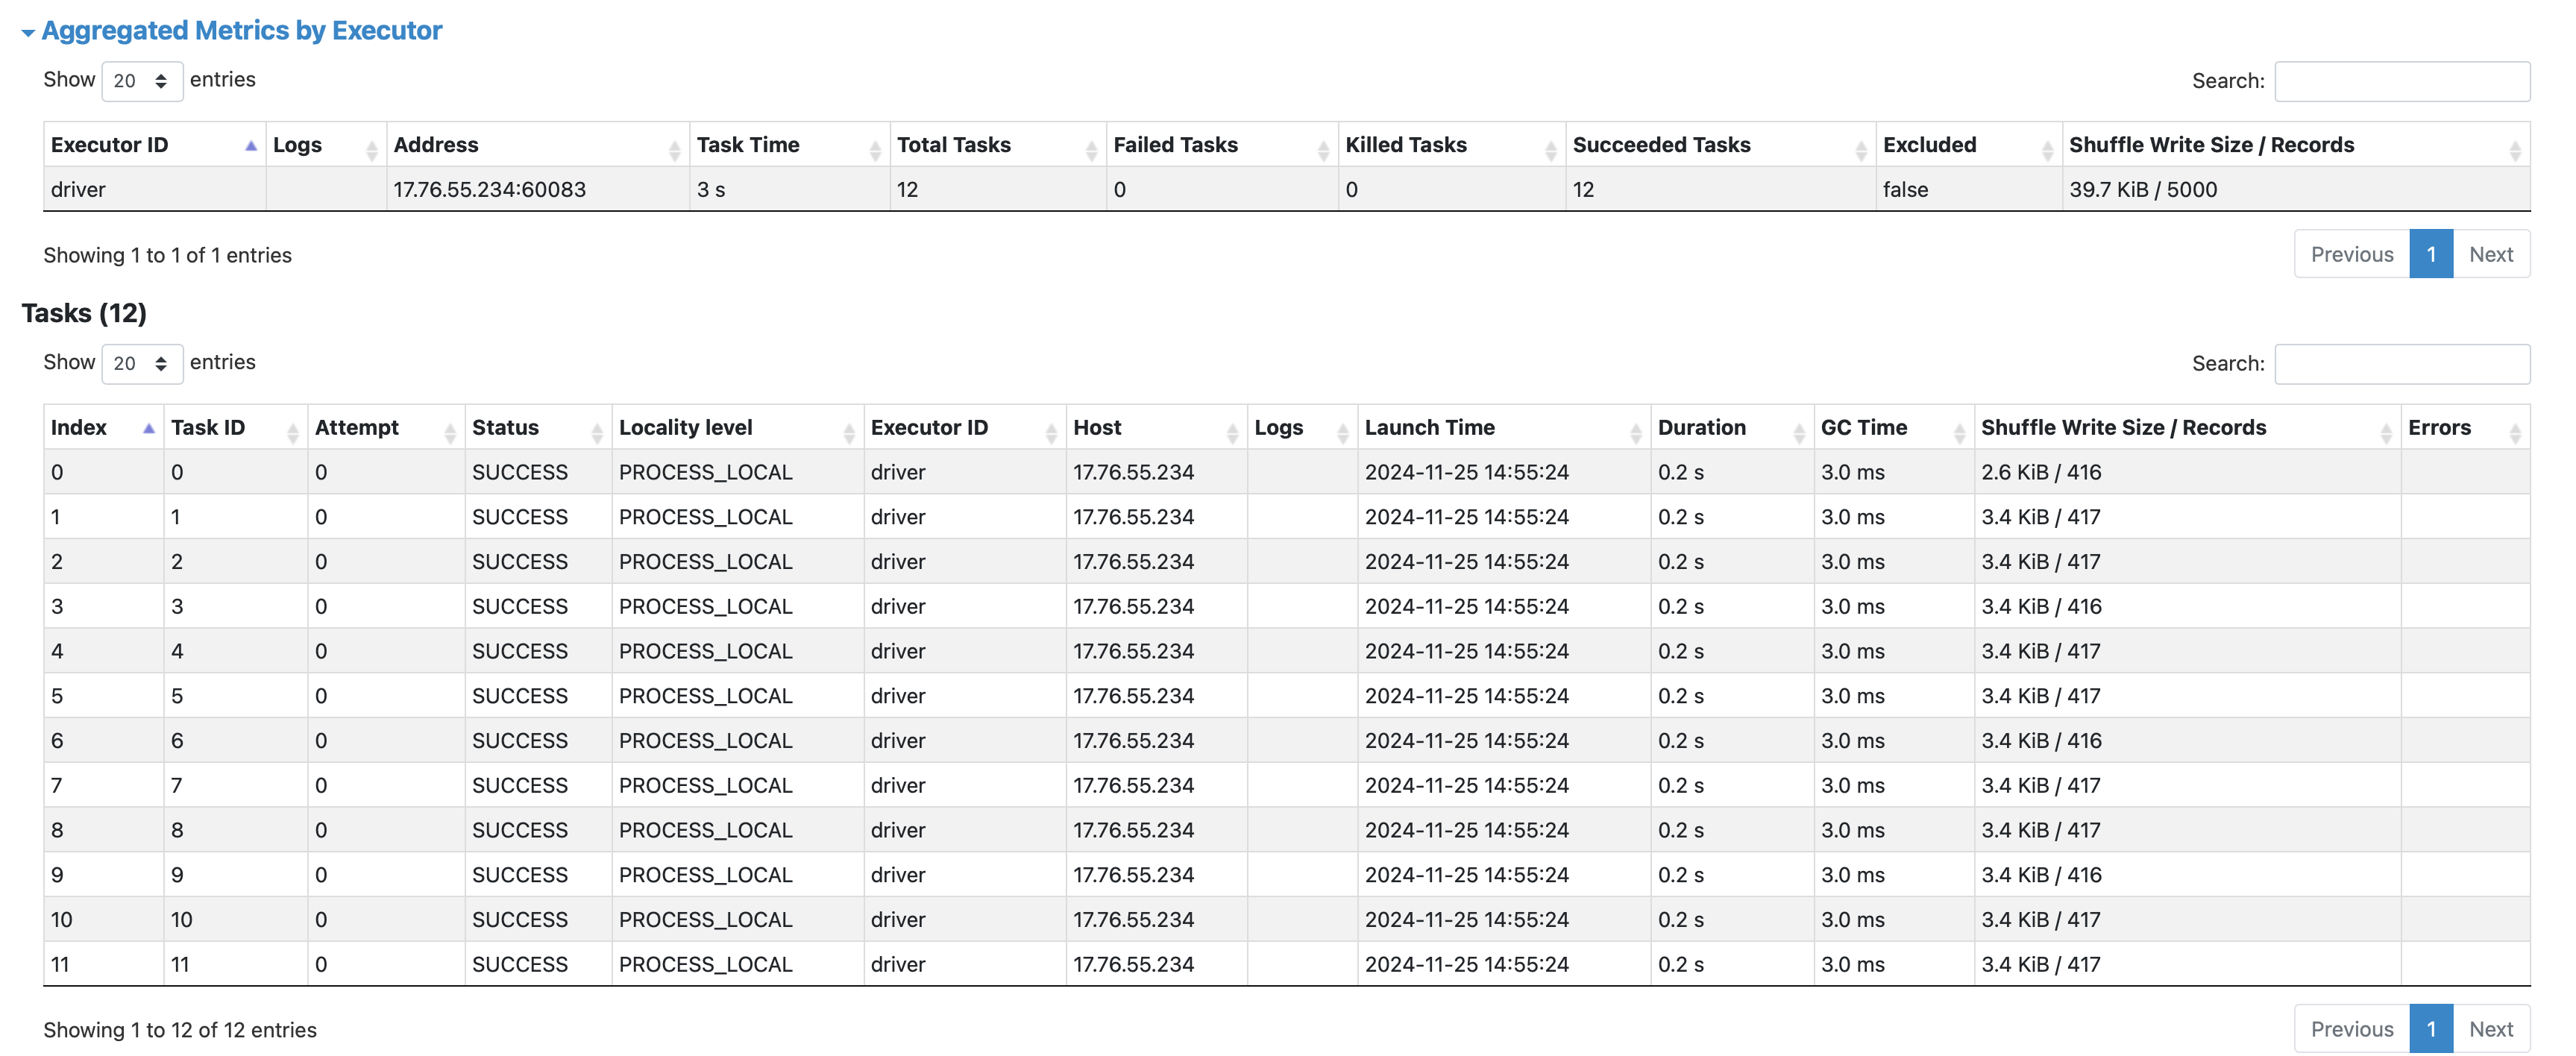 Aggregated Metrics by Executor
Show 20 entries Search:
Executor ID Logs Address Task Time Total Tasks Failed Tasks Killed Tasks Succeeded Tasks Excluded Shuffle Write Size / Records
driver 17.76.55.234:60083 3 s 12 0 0 12 false 39.7 KiB / 5000
Showing 1 to 1 of 1 entries Previous 1 Next
Tasks (12)
Show 20 entries Search:
Index Task ID Attempt Status Locality level Executor ID Host Logs Launch Time Duration GC Time Shuffle Write Size / Records Errors
0 0 0 SUCCESS PROCESS_LOCAL driver 17.76.55.234 2024-11-25 14:55:24 0.2 s 3.0 ms 2.6 KiB / 416
1 1 0 SUCCESS PROCESS_LOCAL driver 17.76.55.234 2024-11-25 14:55:24 0.2 s 3.0 ms 3.4 KiB / 417
2 2 0 SUCCESS PROCESS_LOCAL driver 17.76.55.234 2024-11-25 14:55:24 0.2 s 3.0 ms 3.4 KiB / 417
3 3 0 SUCCESS PROCESS_LOCAL driver 17.76.55.234 2024-11-25 14:55:24 0.2 s 3.0 ms 3.4 KiB / 416
4 4 0 SUCCESS PROCESS_LOCAL driver 17.76.55.234 2024-11-25 14:55:24 0.2 s 3.0 ms 3.4 KiB / 417
5 5 0 SUCCESS PROCESS_LOCAL driver 17.76.55.234 2024-11-25 14:55:24 0.2 s 3.0 ms 3.4 KiB / 417
6 6 0 SUCCESS PROCESS_LOCAL driver 17.76.55.234 2024-11-25 14:55:24 0.2 s 3.0 ms 3.4 KiB / 416
7 7 0 SUCCESS PROCESS_LOCAL driver 17.76.55.234 2024-11-25 14:55:24 0.2 s 3.0 ms 3.4 KiB / 417
8 8 0 SUCCESS PROCESS_LOCAL driver 17.76.55.234 2024-11-25 14:55:24 0.2 s 3.0 ms 3.4 KiB / 417
9 9 0 SUCCESS PROCESS_LOCAL driver 17.76.55.234 2024-11-25 14:55:24 0.2 s 3.0 ms 3.4 KiB / 416
10 10 0 SUCCESS PROCESS_LOCAL driver 17.76.55.234 2024-11-25 14:55:24 0.2 s 3.0 ms 3.4 KiB / 417
11 11 0 SUCCESS PROCESS_LOCAL driver 17.76.55.234 2024-11-25 14:55:24 0.2 s 3.0 ms 3.4 KiB / 417
Showing 1 to 12 of 12 entries Previous 1 Next